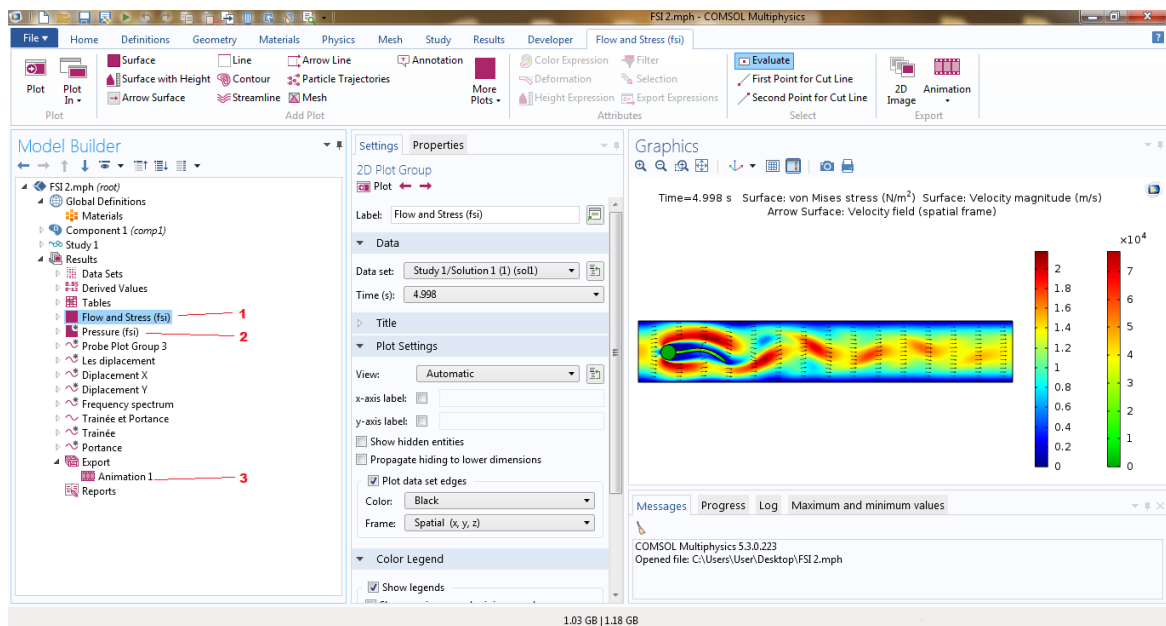 FSI 2.mph - COMSOL Multiphysics
File Home Definitions Geometry Materials Physics Mesh Study Results Developer Flow and Stress (fsi)
Plot
Plot In
Plot
Surface Line Arrow Line Annotation
Surface with Height Contour Particle Trajectories
Arrow Surface Streamline Mesh
More Plots
Add Plot
Color Expression Filter
Deformation Selection
Height Expression Export Expressions
Attributes
Evaluate
First Point for Cut Line
Second Point for Cut Line
Select
2D Image
Animation
Export
Model Builder
FSI 2.mph (root)
Global Definitions
Materials
Component 1 (comp1)
Study 1
Results
Data Sets
8.85 e-12 Derived Values
Tables
Flow and Stress (fsi) 1
Pressure (fsi) 2
Probe Plot Group 3
Les diplacement
Diplacement X
Diplacement Y
Frequency spectrum
Trainée et Portance
Trainée
Portance
Export
Animation 1 3
Reports
Settings Properties
2D Plot Group
Plot
Label: Flow and Stress (fsi)
Data
Data set: Study 1/Solution 1 (1) (sol1)
Time (s): 4.998
Title
Plot Settings
View: Automatic
x-axis label:
y-axis label:
Show hidden entities
Propagate hiding to lower dimensions
Plot data set edges
Color: Black
Frame: Spatial (x, y, z)
Color Legend
Show legends
Graphics
Time=4.998 s Surface: von Mises stress (N/m²) Surface: Velocity magnitude (m/s)
Arrow Surface: Velocity field (spatial frame)
2
1.8
1.6
1.4
1.2
1
0.8
0.6
0.4
0.2
0
×10⁴
7
6
5
4
3
2
1
0
Messages Progress Log Maximum and minimum values
COMSOL Multiphysics 5.3.0.223
Opened file: C:\Users\User\Desktop\FSI 2.mph
1.03 GB | 1.18 GB